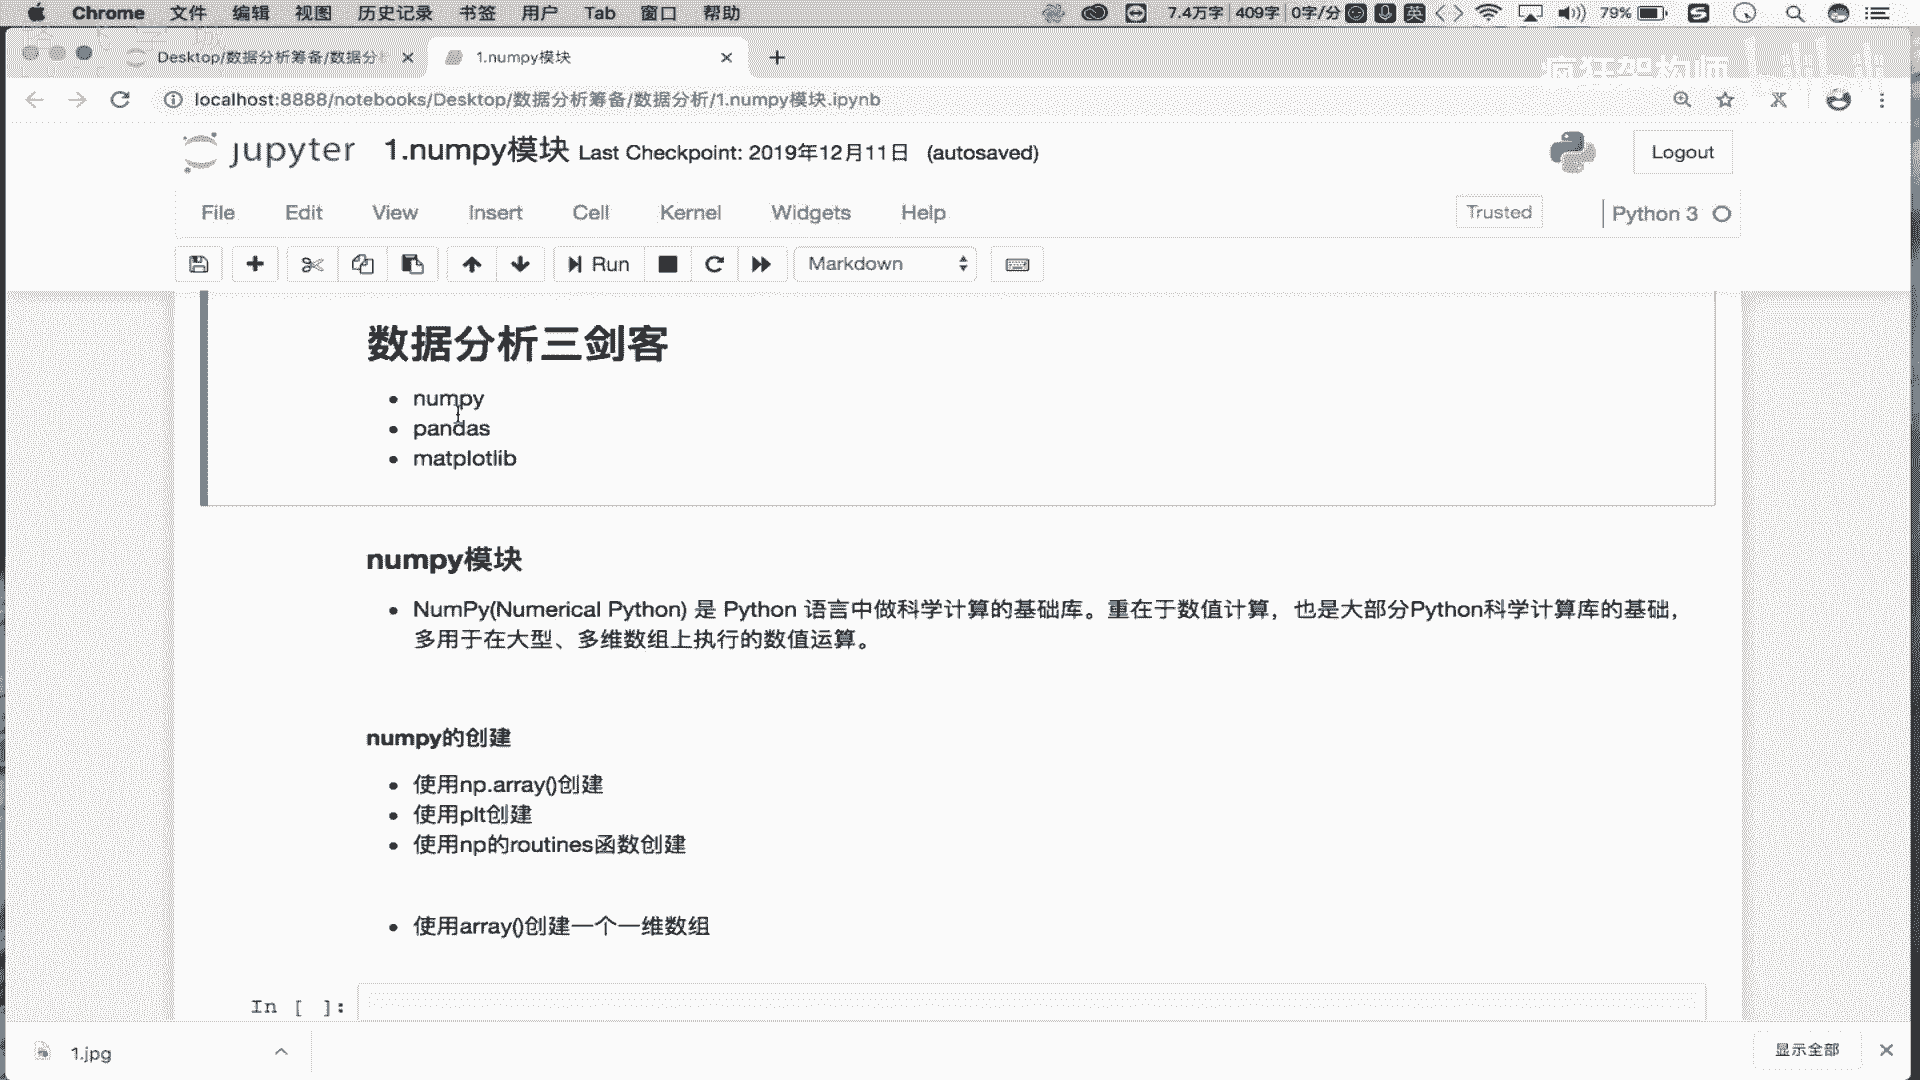 Chrome 文件 编辑 视图 历史记录 书签 用户 Tab 窗口 帮助 7.4万字 409字 0字/分 英 79%
Desktop/数据分析筹备/数据分 1.numpy模块
疯狂架构师
localhost:8888/notebooks/Desktop/数据分析筹备/数据分析/1.numpy模块.ipynb
jupyter 1.numpy模块 Last Checkpoint: 2019年12月11日 (autosaved) Logout
File Edit View Insert Cell Kernel Widgets Help Trusted Python 3
Run Markdown
数据分析三剑客
numpy
pandas
matplotlib
numpy模块
NumPy(Numerical Python) 是 Python 语言中做科学计算的基础库。重在于数值计算，也是大部分Python科学计算库的基础，
多用于在大型、多维数组上执行的数值运算。
numpy的创建
使用np.array()创建
使用plt创建
使用np的routines函数创建
使用array()创建一个一维数组
In [ ]:
1.jpg 显示全部